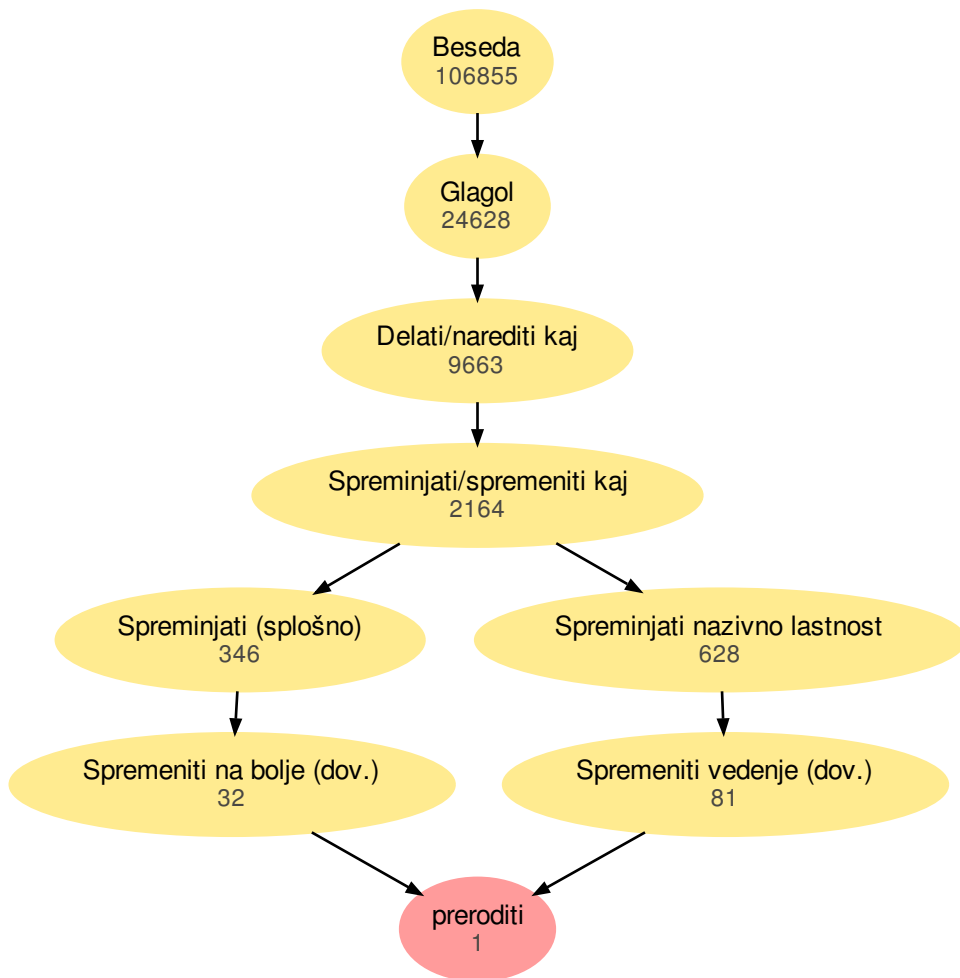 Beseda
106855
Glagol
24628
Delati/narediti kaj
9663
Spreminjati/spremeniti kaj
2164
Spreminjati (splošno)
346
Spreminjati nazivno lastnost
628
Spremeniti na bolje (dov.)
32
Spremeniti vedenje (dov.)
81
preroditi
1